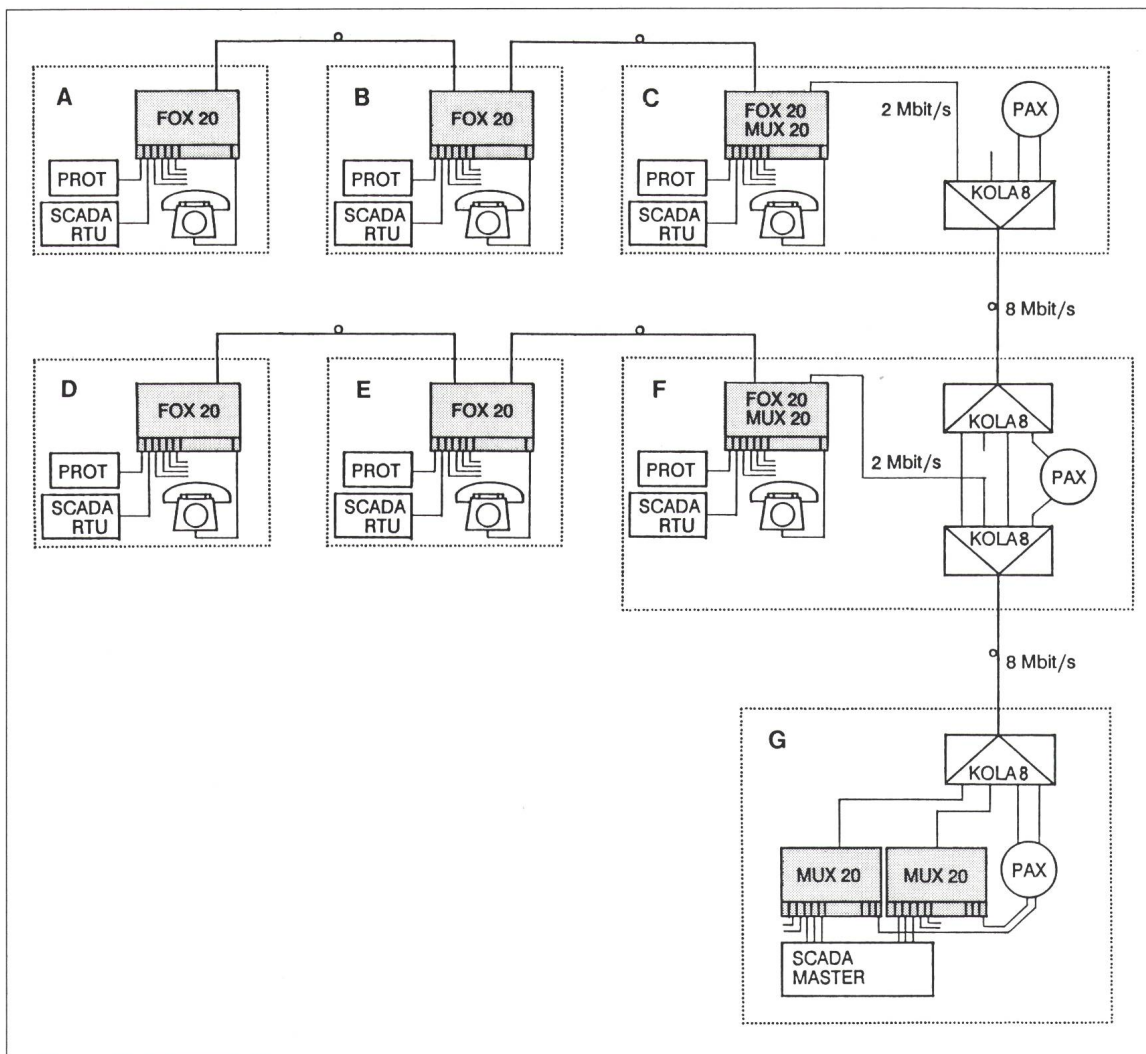 A
FOX 20
PROT
SCADA
RTU
B
FOX 20
PROT
SCADA
RTU
C
FOX 20
MUX 20
PROT
SCADA
RTU
2 Mbit/s
PAX
KOLA 8
8 Mbit/s
D
FOX 20
PROT
SCADA
RTU
E
FOX 20
PROT
SCADA
RTU
F
FOX 20
MUX 20
PROT
SCADA
RTU
2 Mbit/s
KOLA 8
PAX
KOLA 8
8 Mbit/s
G
KOLA 8
MUX 20
MUX 20
PAX
SCADA
MASTER